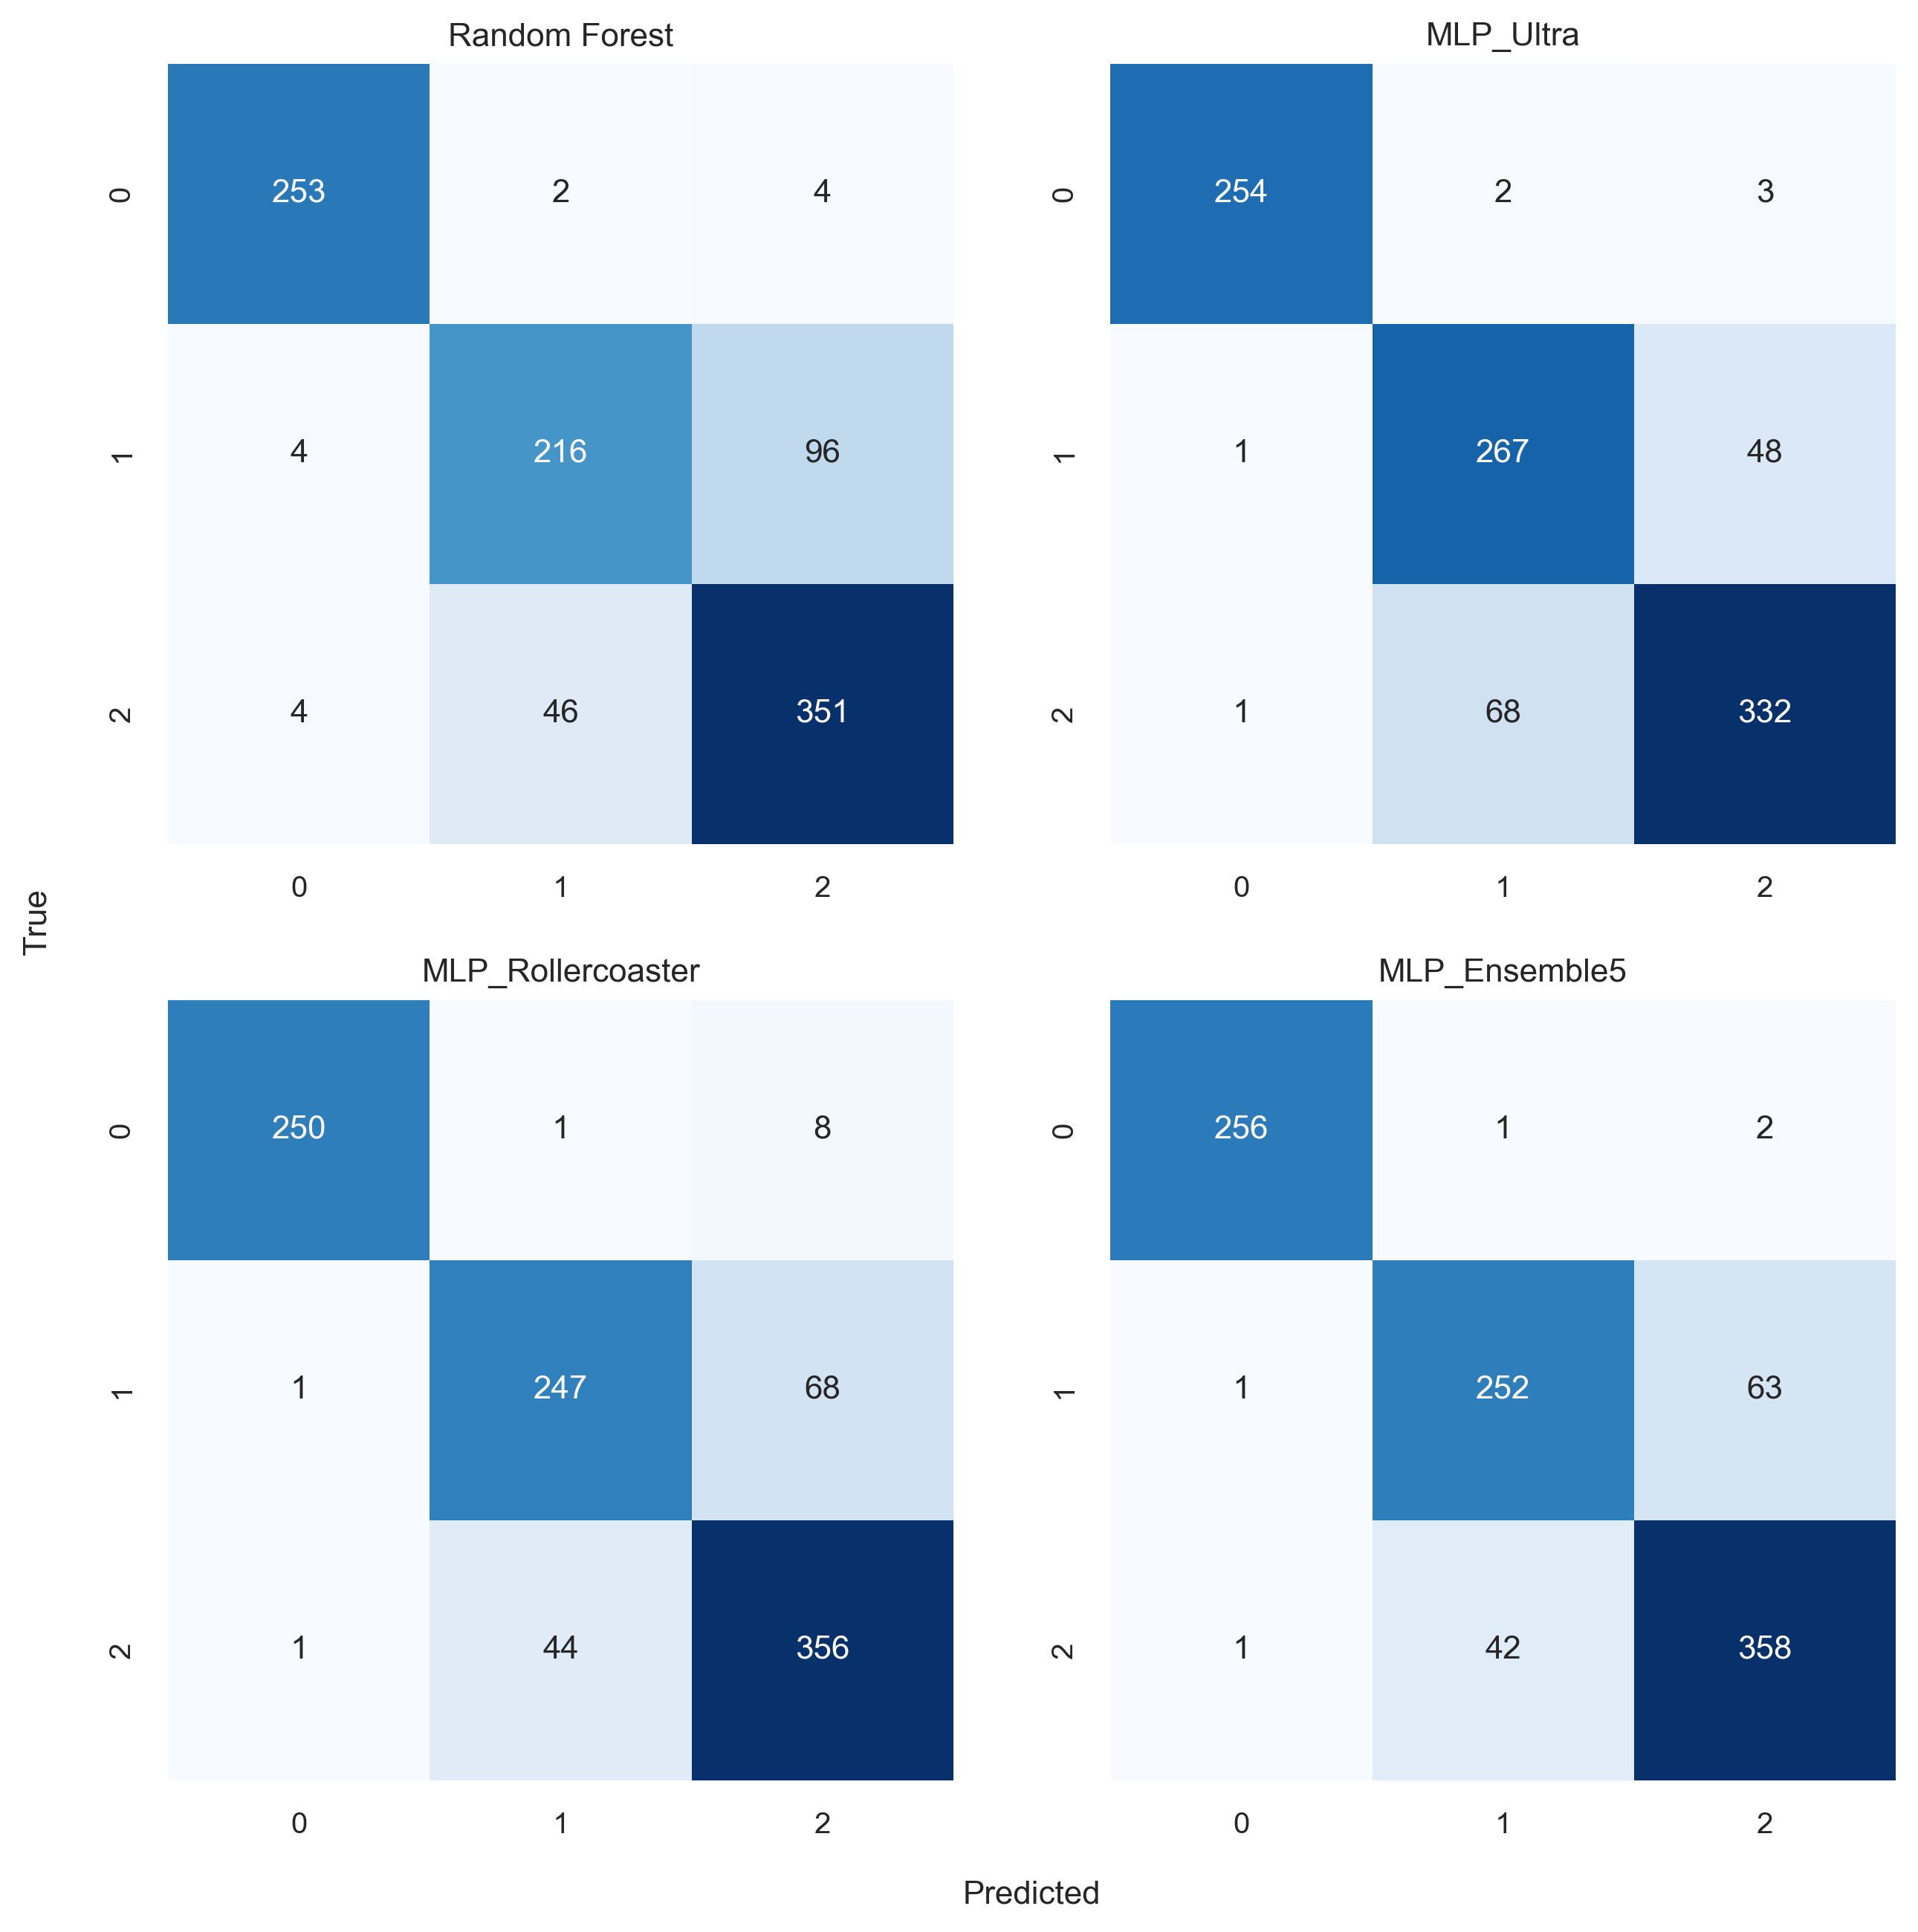 Random Forest
0 253 2 4
1 4 216 96
2 4 46 351
0 1 2
MLP_Ultra
0 254 2 3
1 1 267 48
2 1 68 332
0 1 2
True
MLP_Rollercoaster
0 250 1 8
1 1 247 68
2 1 44 356
0 1 2
MLP_Ensemble5
0 256 1 2
1 1 252 63
2 1 42 358
0 1 2
Predicted